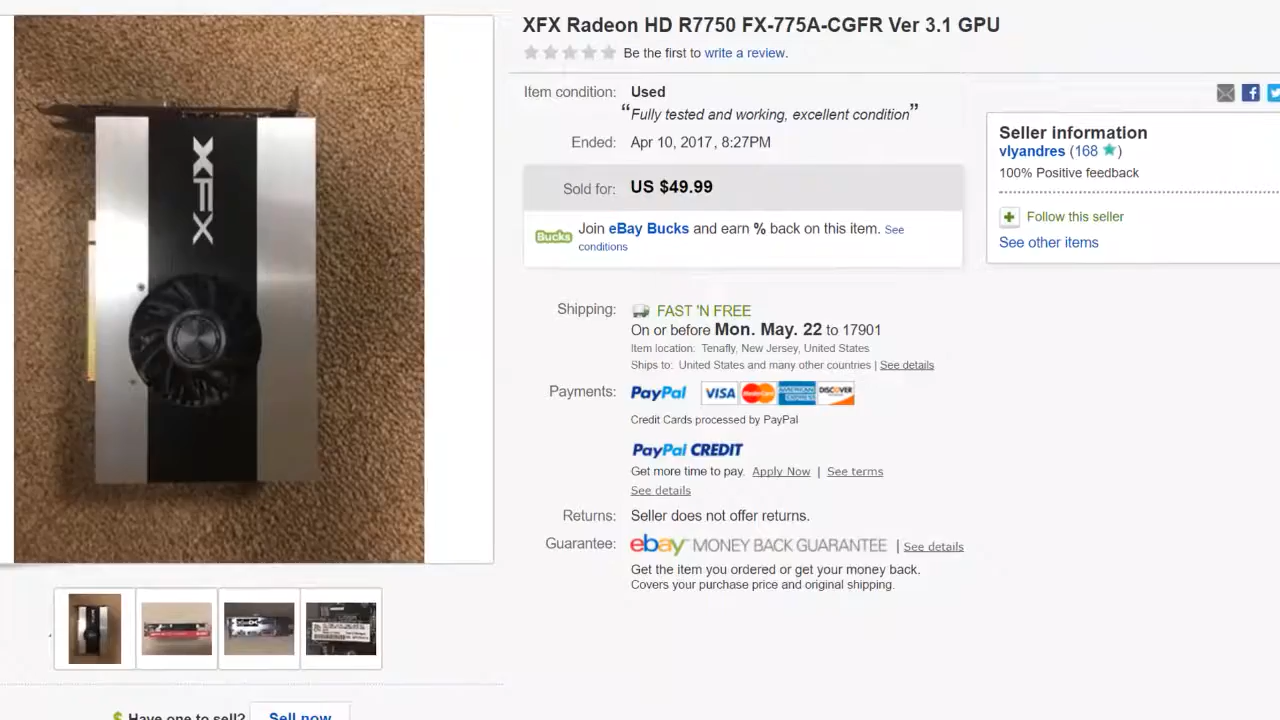 XFX Radeon HD R7750 FX-775A-CGFR Ver 3.1 GPU
Be the first to write a review.
Item condition: Used
“Fully tested and working, excellent condition”
Ended: Apr 10, 2017, 8:27PM
Sold for: US $49.99
Bucks Join eBay Bucks and earn % back on this item. See
conditions
Shipping: FAST 'N FREE
On or before Mon. May. 22 to 17901
Item location: Tenafly, New Jersey, United States
Ships to: United States and many other countries | See details
Payments: PayPal VISA MasterCard AMERICAN EXPRESS DISCOVER
Credit Cards processed by PayPal
PayPal CREDIT
Get more time to pay. Apply Now | See terms
See details
Returns: Seller does not offer returns.
Guarantee: ebay MONEY BACK GUARANTEE | See details
Get the item you ordered or get your money back.
Covers your purchase price and original shipping.
Seller information
vlyandres (168)
100% Positive feedback
Follow this seller
See other items
XFX
$ Have one to sell? Sell now